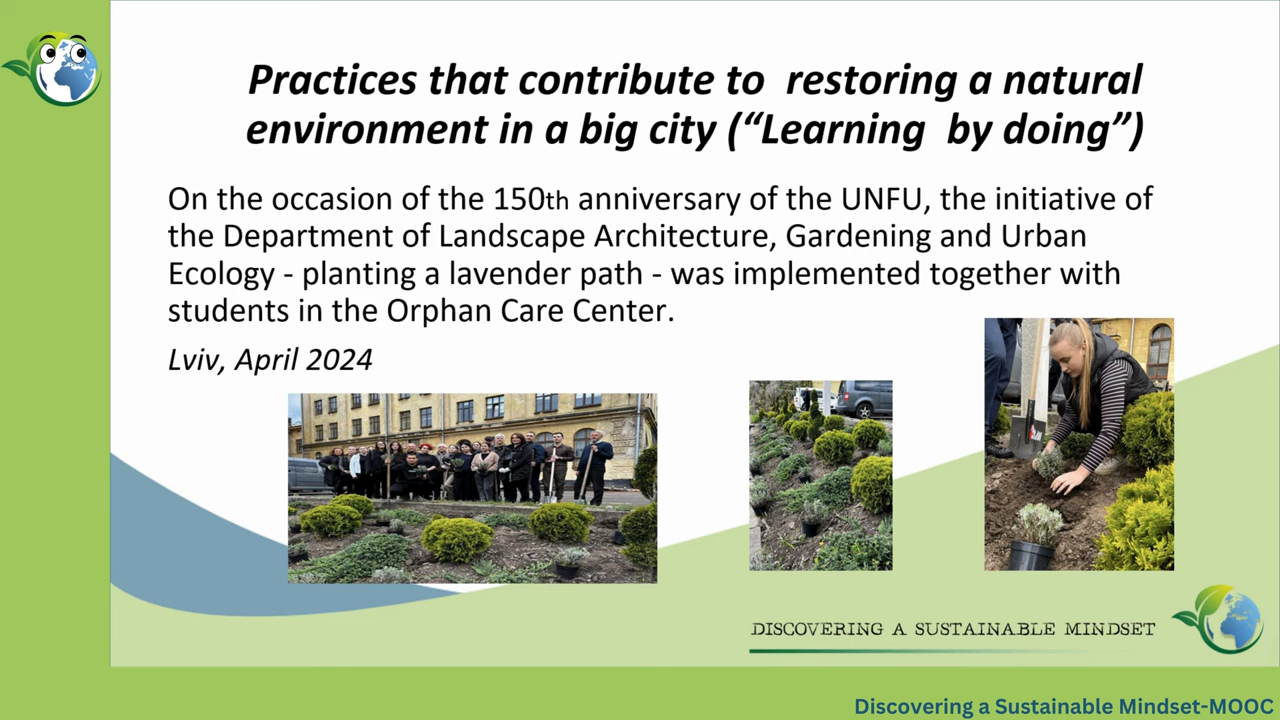 Practices that contribute to restoring a natural
environment in a big city (“Learning by doing”)
On the occasion of the 150th anniversary of the UNFU, the initiative of
the Department of Landscape Architecture, Gardening and Urban
Ecology - planting a lavender path - was implemented together with
students in the Orphan Care Center.
Lviv, April 2024
DISCOVERING A SUSTAINABLE MINDSET
Discovering a Sustainable Mindset-MOOC